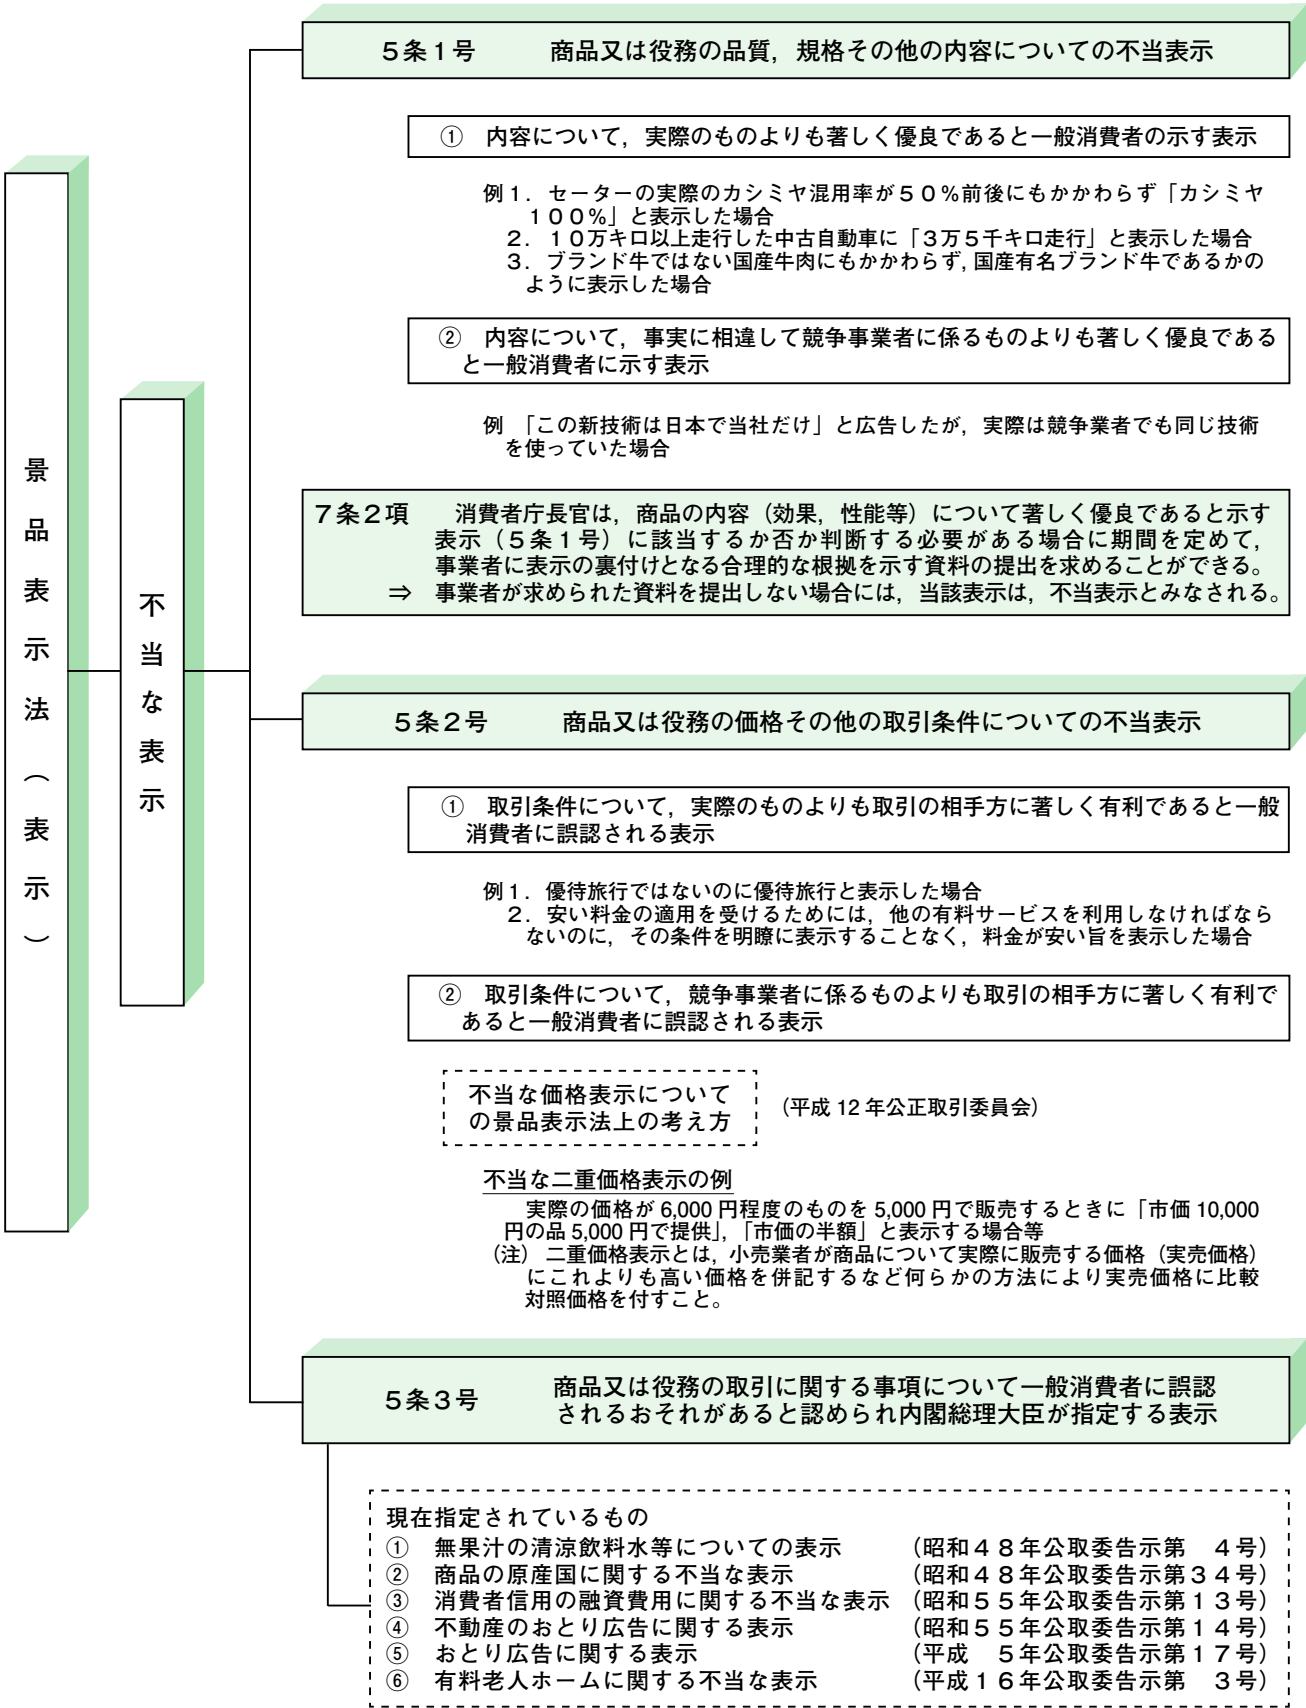 景品表示法（表示）
不当な表示
５条１号　商品又は役務の品質，規格その他の内容についての不当表示
①　内容について，実際のものよりも著しく優良であると一般消費者の示す表示
例１．セーターの実際のカシミヤ混用率が５０％前後にもかかわらず「カシミヤ
１００％」と表示した場合
２．１０万キロ以上走行した中古自動車に「３万５千キロ走行」と表示した場合
３．ブランド牛ではない国産牛肉にもかかわらず，国産有名ブランド牛であるかの
ように表示した場合
②　内容について，事実に相違して競争事業者に係るものよりも著しく優良である
と一般消費者に示す表示
例　「この新技術は日本で当社だけ」と広告したが，実際は競争業者でも同じ技術
を使っていた場合
７条２項　消費者庁長官は，商品の内容（効果，性能等）について著しく優良であると示す
表示（５条１号）に該当するか否か判断する必要がある場合に期間を定めて，
事業者に表示の裏付けとなる合理的な根拠を示す資料の提出を求めることができる。
⇒　事業者が求められた資料を提出しない場合には，当該表示は，不当表示とみなされる。
５条２号　商品又は役務の価格その他の取引条件についての不当表示
①　取引条件について，実際のものよりも取引の相手方に著しく有利であると一般
消費者に誤認される表示
例１．優待旅行ではないのに優待旅行と表示した場合
２．安い料金の適用を受けるためには，他の有料サービスを利用しなければなら
ないのに，その条件を明瞭に表示することなく，料金が安い旨を表示した場合
②　取引条件について，競争事業者に係るものよりも取引の相手方に著しく有利で
あると一般消費者に誤認される表示
不当な価格表示について
の景品表示法上の考え方
（平成 12 年公正取引委員会）
不当な二重価格表示の例
実際の価格が 6,000 円程度のものを 5,000 円で販売するときに「市価 10,000
円の品 5,000 円で提供」，「市価の半額」と表示する場合等
（注）二重価格表示とは，小売業者が商品について実際に販売する価格（実売価格）
にこれよりも高い価格を併記するなど何らかの方法により実売価格に比較
対照価格を付すこと。
５条３号　商品又は役務の取引に関する事項について一般消費者に誤認
されるおそれがあると認められ内閣総理大臣が指定する表示
現在指定されているもの
①　無果汁の清涼飲料水等についての表示　（昭和４８年公取委告示第　４号）
②　商品の原産国に関する不当な表示　（昭和４８年公取委告示第３４号）
③　消費者信用の融資費用に関する不当な表示　（昭和５５年公取委告示第１３号）
④　不動産のおとり広告に関する表示　（昭和５５年公取委告示第１４号）
⑤　おとり広告に関する表示　（平成　５年公取委告示第１７号）
⑥　有料老人ホームに関する不当な表示　（平成１６年公取委告示第　３号）